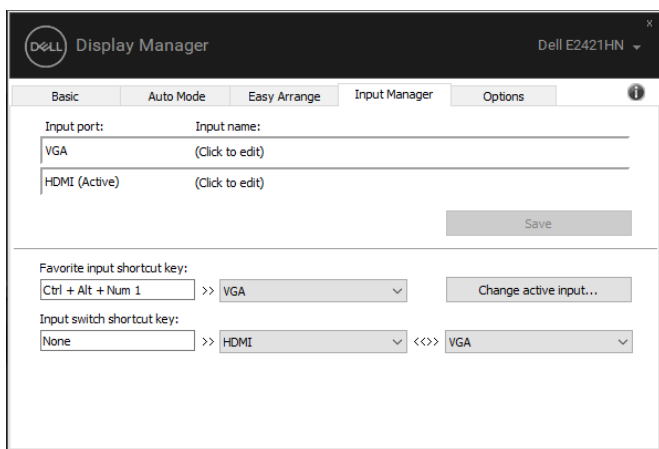 x
DELL Display Manager Dell E2421HN
Basic Auto Mode Easy Arrange Input Manager Options i
Input port: Input name:
VGA (Click to edit)
HDMI (Active) (Click to edit)
Save
Favorite input shortcut key:
Ctrl + Alt + Num 1 >> VGA Change active input...
Input switch shortcut key:
None >> HDMI <<>> VGA